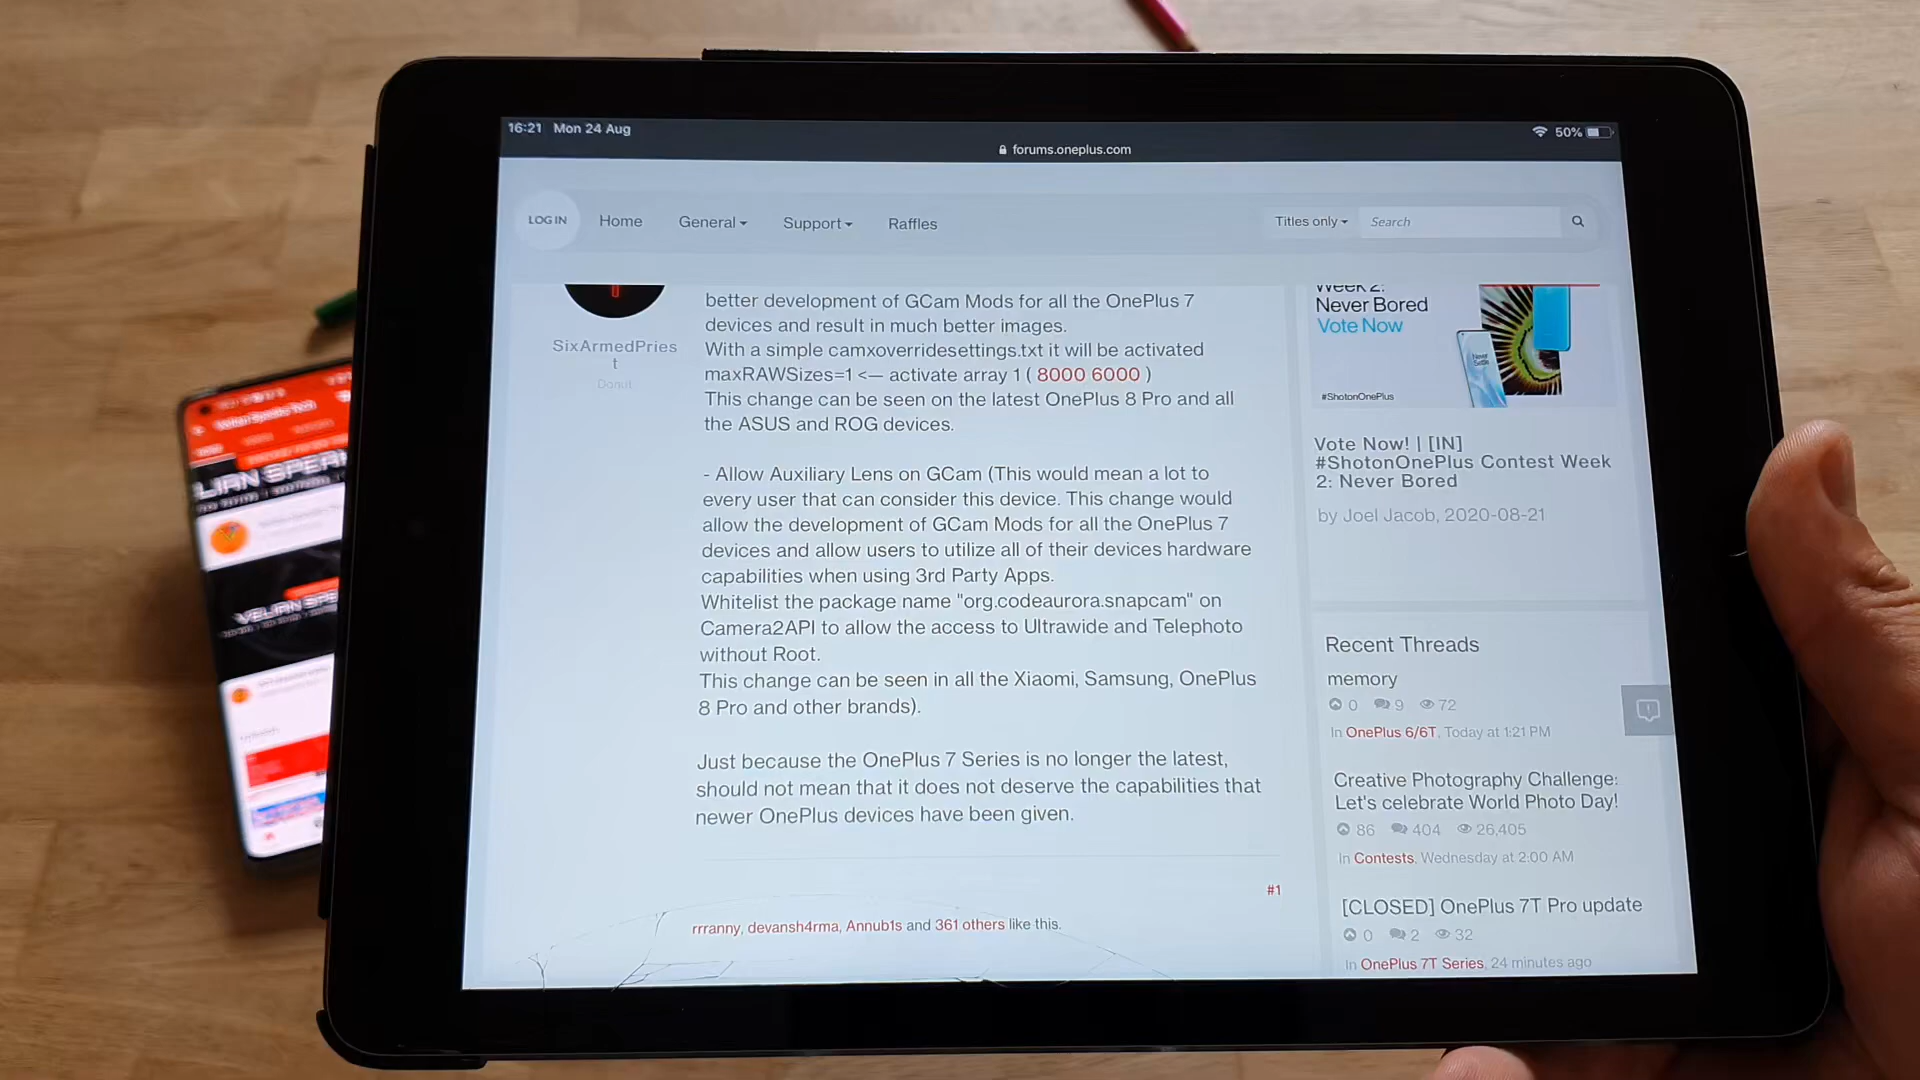 16:21 Mon 24 Aug
50%
forums.oneplus.com
LOG IN
Home
General
Support
Raffles
Titles only
Search
SixArmedPries
t
Donut
better development of GCam Mods for all the OnePlus 7
devices and result in much better images.
With a simple camxoverridesettings.txt it will be activated
maxRAWSizes=1 <— activate array 1 ( 8000 6000 )
This change can be seen on the latest OnePlus 8 Pro and all
the ASUS and ROG devices.
- Allow Auxiliary Lens on GCam (This would mean a lot to
every user that can consider this device. This change would
allow the development of GCam Mods for all the OnePlus 7
devices and allow users to utilize all of their devices hardware
capabilities when using 3rd Party Apps.
Whitelist the package name "org.codeaurora.snapcam" on
Camera2API to allow the access to Ultrawide and Telephoto
without Root.
This change can be seen in all the Xiaomi, Samsung, OnePlus
8 Pro and other brands).
Just because the OnePlus 7 Series is no longer the latest,
should not mean that it does not deserve the capabilities that
newer OnePlus devices have been given.
#1
rrranny, devansh4rma, Annub1s and 361 others like this.
Week 2:
Never Bored
Vote Now
Never
Settle
#ShotonOnePlus
Vote Now! | [IN]
#ShotonOnePlus Contest Week
2: Never Bored
by Joel Jacob, 2020-08-21
Recent Threads
memory
0 9 72
In OnePlus 6/6T, Today at 1:21 PM
Creative Photography Challenge:
Let's celebrate World Photo Day!
86 404 26,405
In Contests, Wednesday at 2:00 AM
[CLOSED] OnePlus 7T Pro update
0 2 32
In OnePlus 7T Series, 24 minutes ago
LIAN SPER
VELIAN SPE